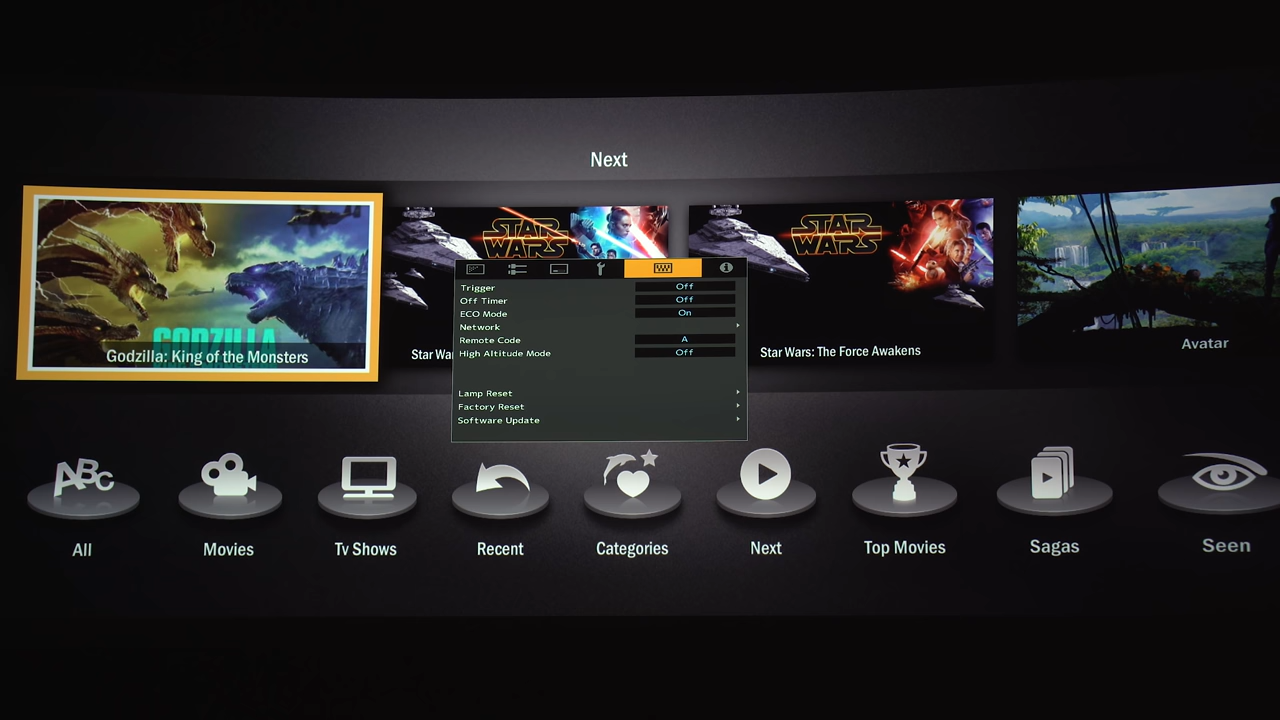 Next
STAR
WARS
STAR
WARS
GODZILLA
Godzilla: King of the Monsters
Star Wa
Star Wars: The Force Awakens
Avatar
Trigger Off
Off Timer Off
ECO Mode On
Network
Remote Code A
High Altitude Mode Off
Lamp Reset
Factory Reset
Software Update
ABC
All
Movies
Tv Shows
Recent
Categories
Next
Top Movies
Sagas
Seen